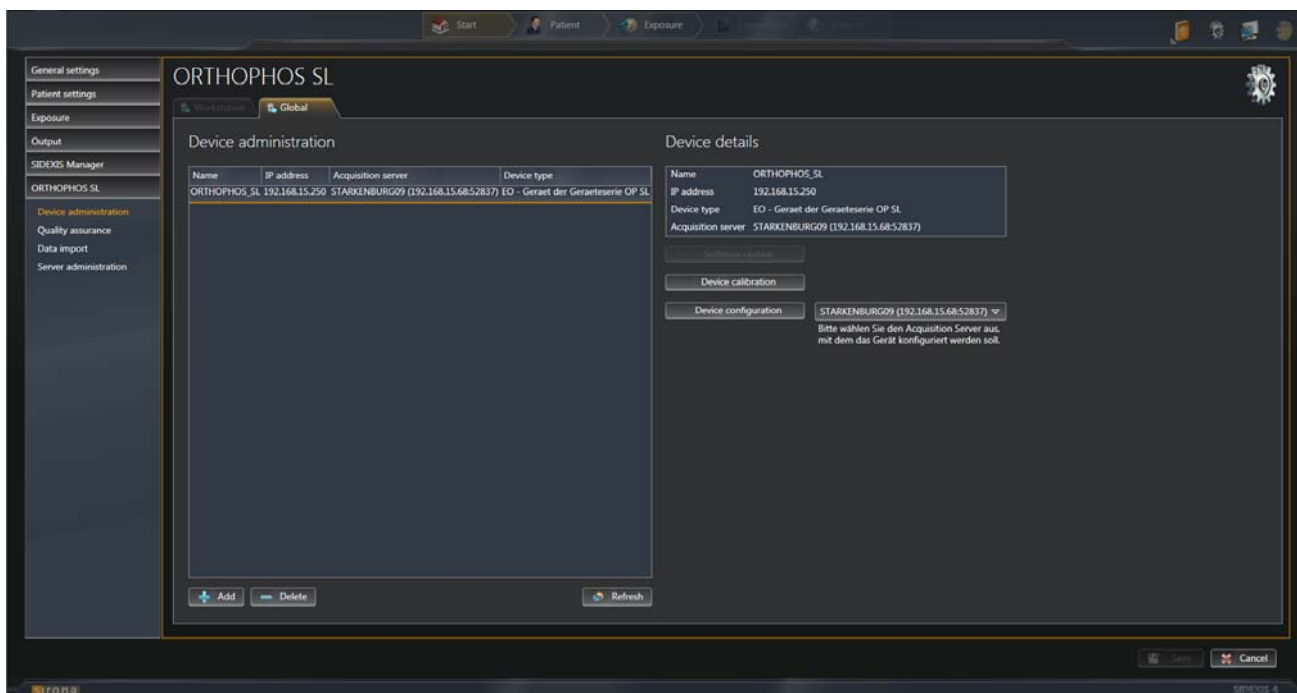 Start
Patient
Exposure
General settings
Patient settings
Exposure
Output
SIDEXIS Manager
ORTHOPHOS SL
Device administration
Quality assurance
Data import
Server administration
ORTHOPHOS SL
Workstation
Global
Device administration
Name IP address Acquisition server Device type
ORTHOPHOS_SL 192.168.15.250 STARKENBURG09 (192.168.15.68:52837) EO - Geraet der Geraeteserie OP SL
Add
Delete
Refresh
Device details
Name ORTHOPHOS_SL
IP address 192.168.15.250
Device type EO - Geraet der Geraeteserie OP SL
Acquisition server STARKENBURG09 (192.168.15.68:52837)
Software update
Device calibration
Device configuration
STARKENBURG09 (192.168.15.68:52837)
Bitte wählen Sie den Acquisition Server aus,
mit dem das Gerät konfiguriert werden soll.
Save
Cancel
sirona
SIDEXIS 4